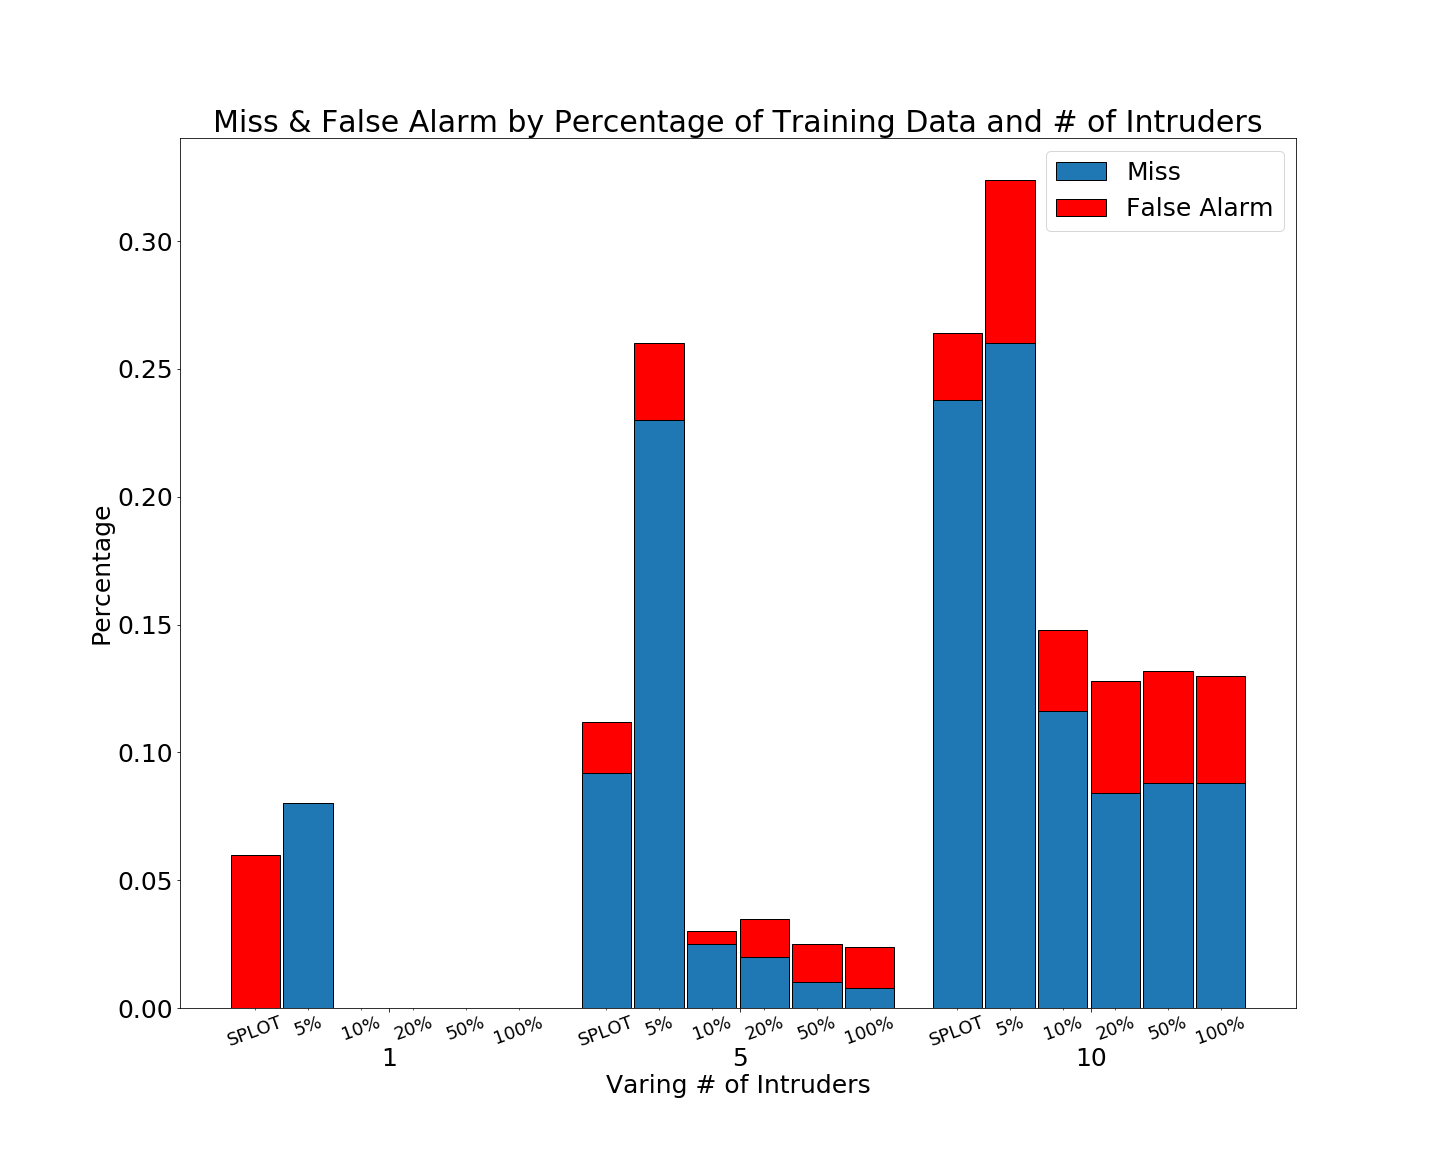 Miss & False Alarm by Percentage of Training Data and # of Intruders
Miss
False Alarm
Percentage
0.30
0.25
0.20
0.15
0.10
0.05
0.00
SPLOT 5% 10% 20% 50% 100% SPLOT 5% 10% 20% 50% 100% SPLOT 5% 10% 20% 50% 100%
1 5 10
Varing # of Intruders